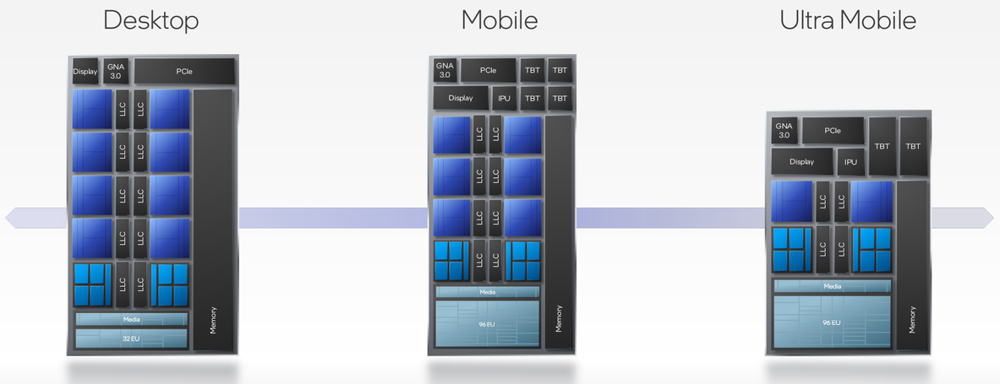 Desktop
Mobile
Ultra Mobile
Display
GNA
3.0
PCIe
LLC
LLC
LLC
LLC
LLC
LLC
LLC
LLC
LLC
LLC
Media
32 EU
Memory
GNA
3.0
PCIe
TBT
TBT
Display
IPU
TBT
TBT
LLC
LLC
LLC
LLC
LLC
LLC
LLC
LLC
Media
96 EU
Memory
GNA
3.0
PCIe
TBT
TBT
Display
IPU
LLC
LLC
LLC
LLC
Media
96 EU
Memory